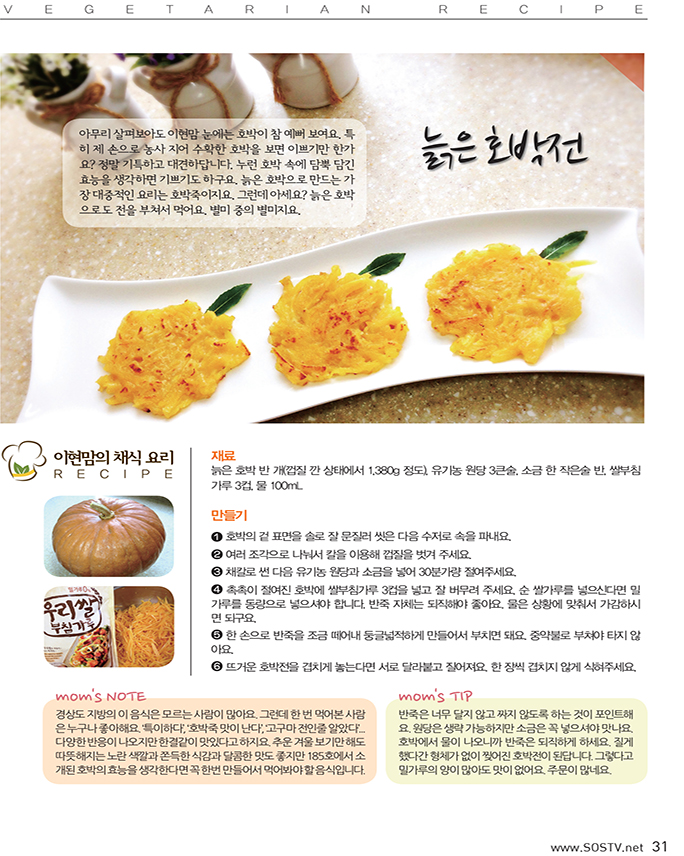 VEGETARIAN RECIPE
아무리 살펴보아도 이현맘 눈에는 호박이 참 예뻐 보여요. 특
히 제 손으로 농사 지어 수확한 호박을 보면 이쁘기만 한가
요? 정말 기특하고 대견하답니다. 누런 호박 속에 담뿍 담긴
효능을 생각하면 기쁘기도 하구요. 늙은 호박으로 만드는 가
장 대중적인 요리는 호박죽이지요. 그런데 아세요? 늙은 호박
으로도 전을 부쳐서 먹어요. 별미 중의 별미지요.
늙은 호박전
이현맘의 채식 요리
RECIPE
재료
늙은 호박 반 개(껍질 깐 상태에서 1,380g 정도), 유기농 원당 3큰술, 소금 한 작은술 반, 쌀부침
가루 3컵, 물 100mL
만들기
❶ 호박의 겉 표면을 솔로 잘 문질러 씻은 다음 수저로 속을 파내요.
❷ 여러 조각으로 나눠서 칼을 이용해 껍질을 벗겨 주세요.
❸ 채칼로 썬 다음 유기농 원당과 소금을 넣어 30분가량 절여주세요.
❹ 촉촉이 절여진 호박에 쌀부침가루 3컵을 넣고 잘 버무려 주세요. 순 쌀가루를 넣으신다면 밀
가루를 동량으로 넣으셔야 합니다. 반죽 자체는 되직해야 좋아요. 물은 상황에 맞춰서 가감하시
면 되구요.
❺ 한 손으로 반죽을 조금 떼어내 둥글넓적하게 만들어서 부치면 돼요. 중약불로 부쳐야 타지 않
아요.
❻ 뜨거운 호박전을 겹치게 놓는다면 서로 달라붙고 질어져요. 한 장씩 겹치지 않게 식혀주세요.
우리쌀
부침가루
mom's NOTE
경상도 지방의 이 음식은 모르는 사람이 많아요. 그런데 한 번 먹어본 사람
은 누구나 좋아해요. '특이하다', '호박죽 맛이 난다', '고구마 전인줄 알았다'...
다양한 반응이 나오지만 한결같이 맛있다고 하지요. 추운 겨울 보기만 해도
따뜻해지는 노란 색깔과 쫀득한 식감과 달콤한 맛도 좋지만 185호에서 소
개된 호박의 효능을 생각한다면 꼭 한번 만들어서 먹어봐야 할 음식입니다.
mom's TIP
반죽은 너무 달지 않고 짜지 않도록 하는 것이 포인트예
요. 원당은 생략 가능하지만 소금은 꼭 넣으셔야 맛나요.
호박에서 물이 나오니까 반죽은 되직하게 하세요. 질게
했다간 형체가 없이 찢어진 호박전이 된답니다. 그렇다고
밀가루의 양이 많아도 맛이 없어요. 주문이 많네요.
www.SOSTV.net 31